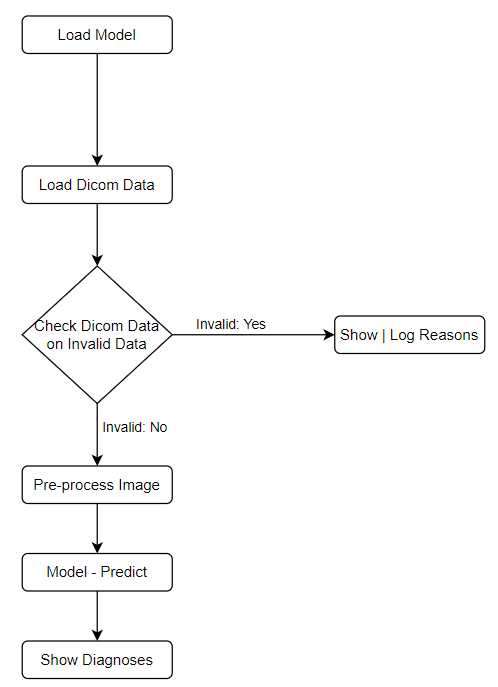 Load Model
Load Dicom Data
Check Dicom Data
on Invalid Data
Invalid: Yes
Show | Log Reasons
Invalid: No
Pre-process Image
Model - Predict
Show Diagnoses